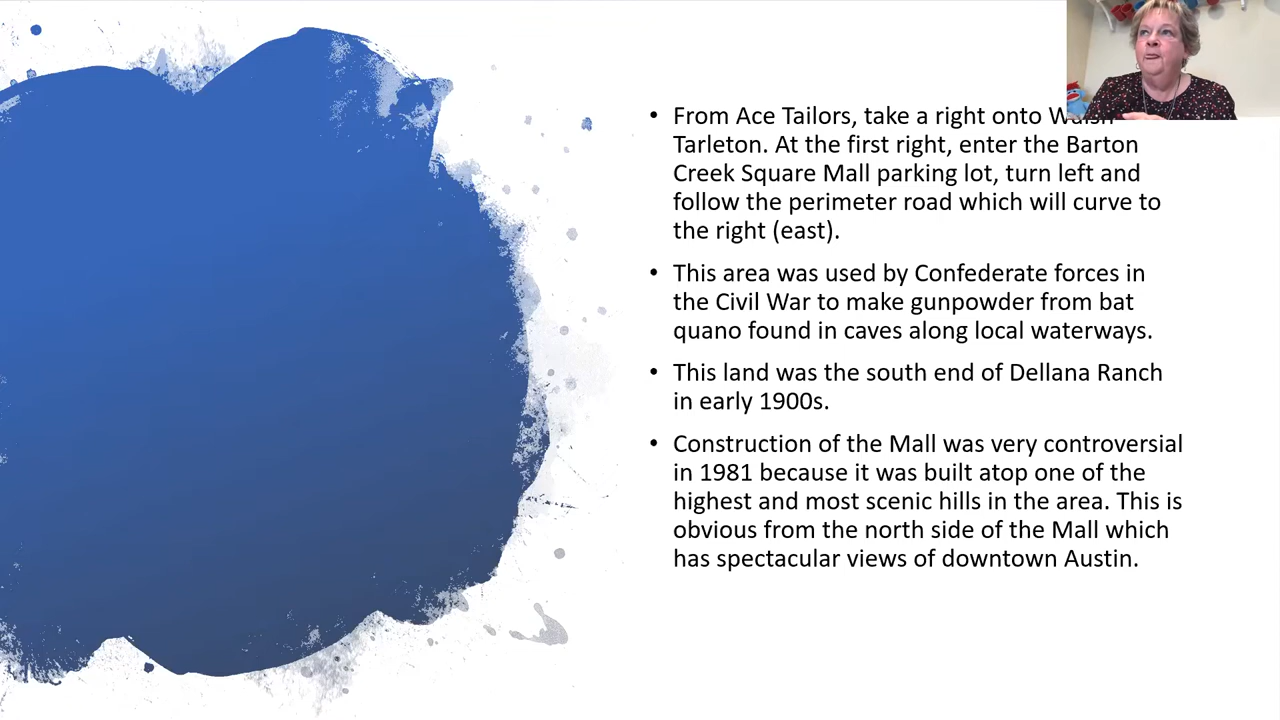 • From Ace Tailors, take a right onto
Tarleton. At the first right, enter the Barton
Creek Square Mall parking lot, turn left and
follow the perimeter road which will curve to
the right (east).
• This area was used by Confederate forces in
the Civil War to make gunpowder from bat
quano found in caves along local waterways.
• This land was the south end of Dellana Ranch
in early 1900s.
• Construction of the Mall was very controversial
in 1981 because it was built atop one of the
highest and most scenic hills in the area. This is
obvious from the north side of the Mall which
has spectacular views of downtown Austin.